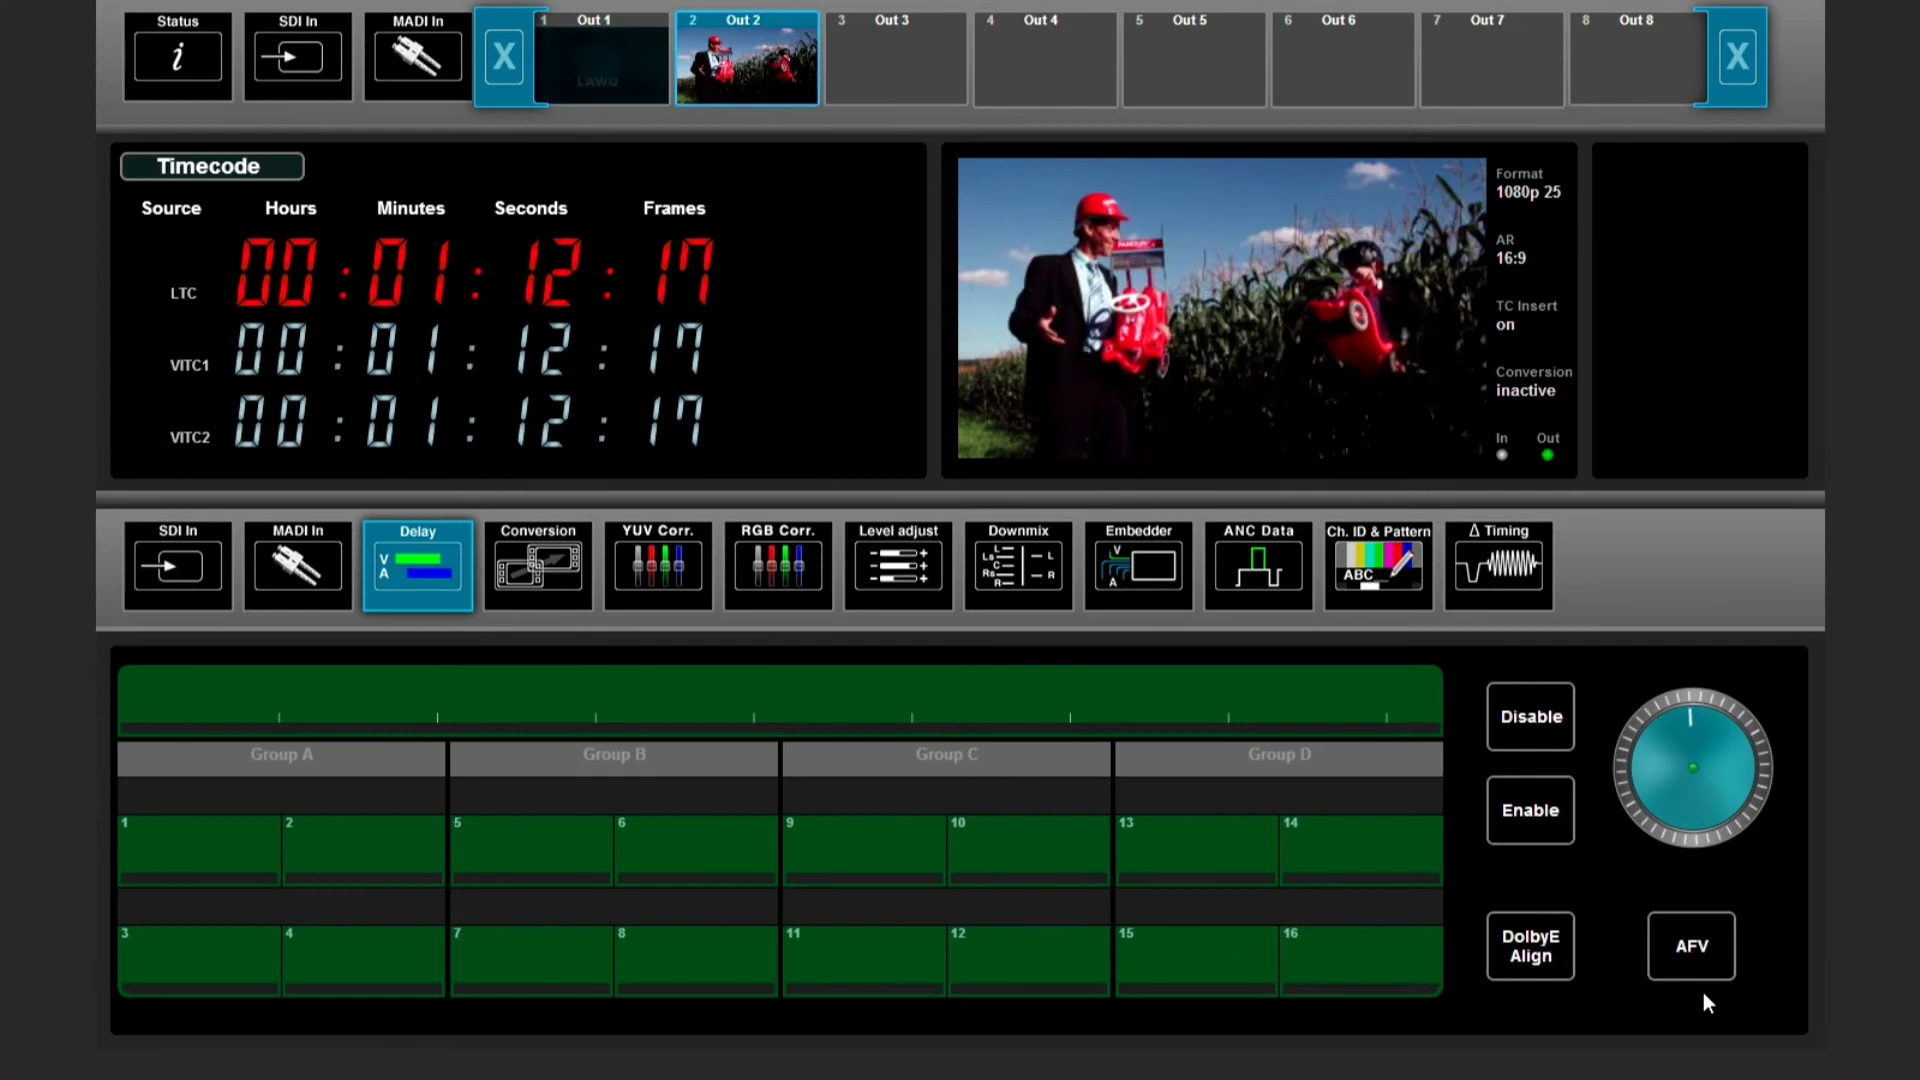 Status
SDI In
MADI In
X
1 Out 1
LAWO
2 Out 2
3 Out 3
4 Out 4
5 Out 5
6 Out 6
7 Out 7
8 Out 8
X
Timecode
Source Hours Minutes Seconds Frames
LTC 00 : 01 : 12 : 17
VITC1 00 : 01 : 12 : 17
VITC2 00 : 01 : 12 : 17
Format
1080p 25
AR
16:9
TC Insert
on
Conversion
inactive
In Out
SDI In
MADI In
Delay
V
A
Conversion
YUV Corr.
RGB Corr.
Level adjust
Downmix
L
Ls
C
Rs
R
L
R
Embedder
V
A
ANC Data
Ch. ID & Pattern
ABC
Δ Timing
Group A Group B Group C Group D
1 2 5 6 9 10 13 14
3 4 7 8 11 12 15 16
Disable
Enable
DolbyE
Align
AFV